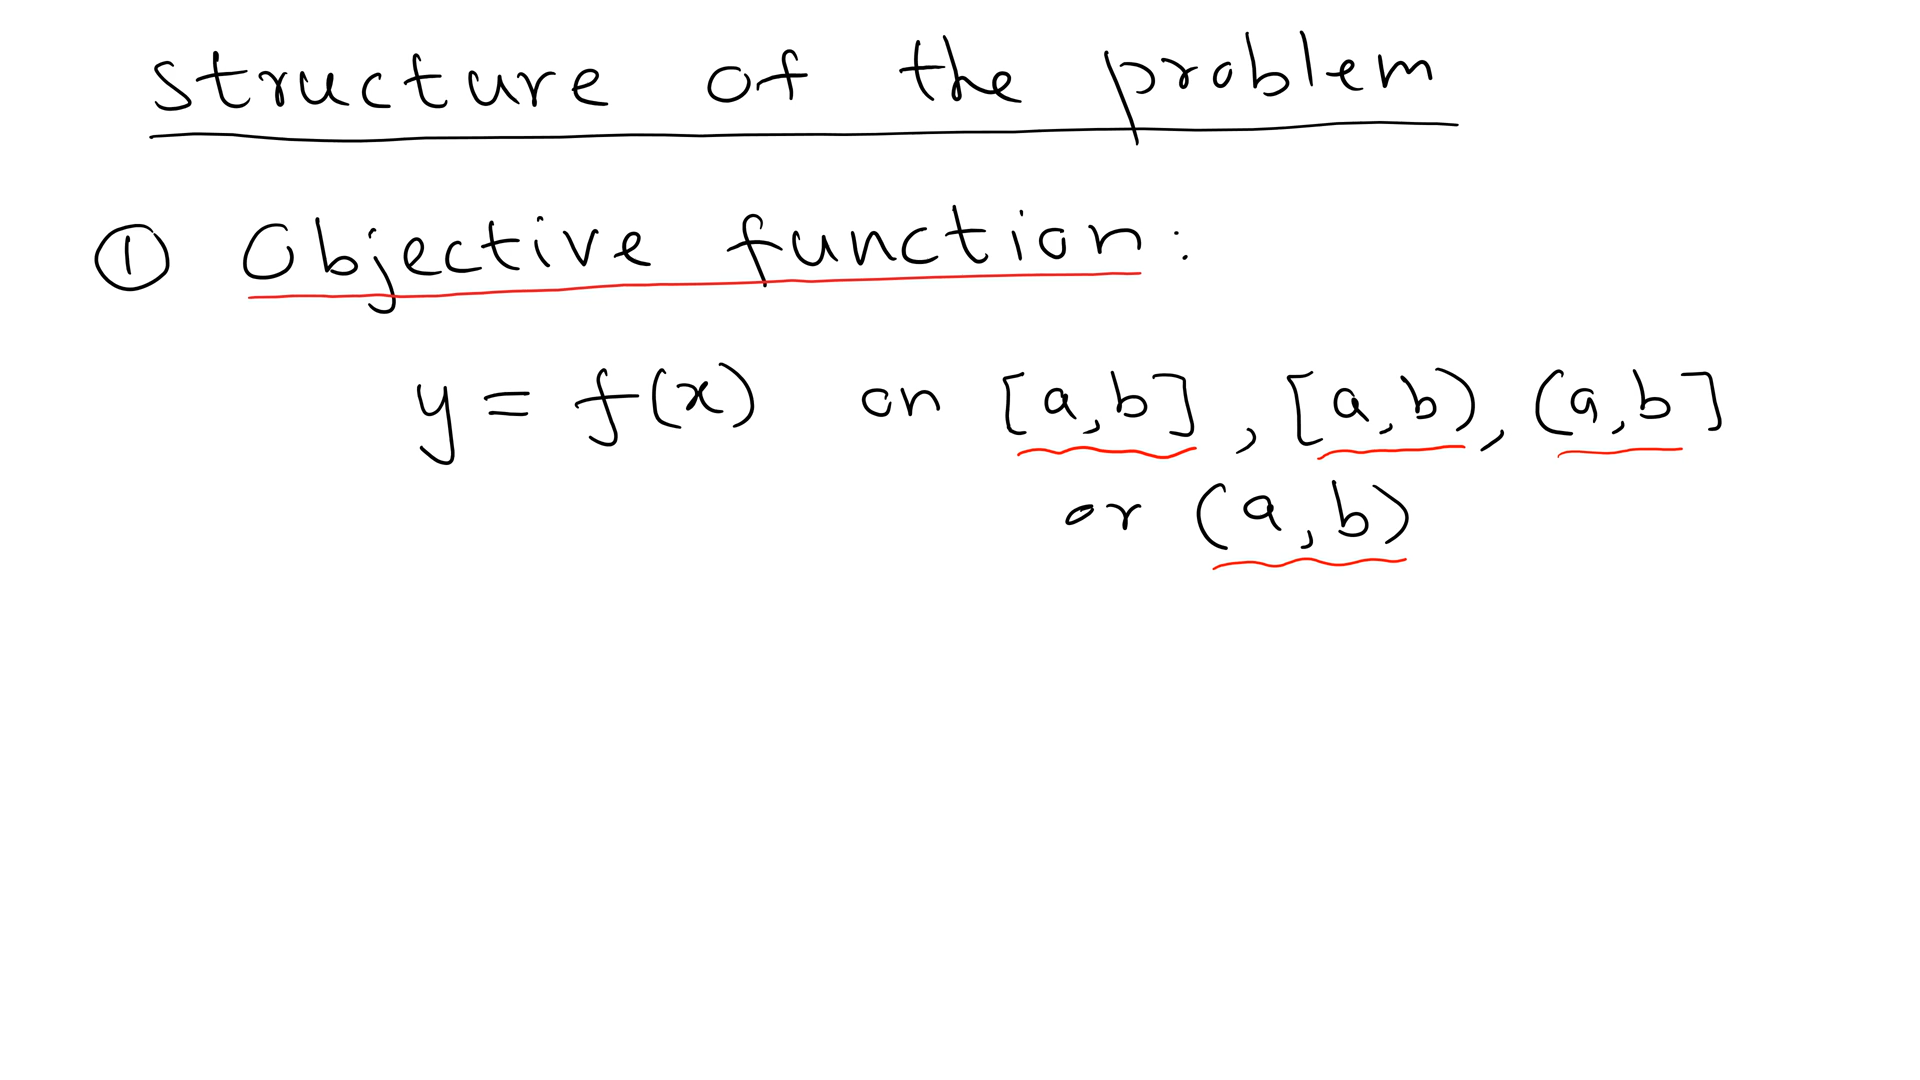 structure of the problem
① Objective function:
y = f(x) on [a,b], [a,b), (a,b]
or (a,b)